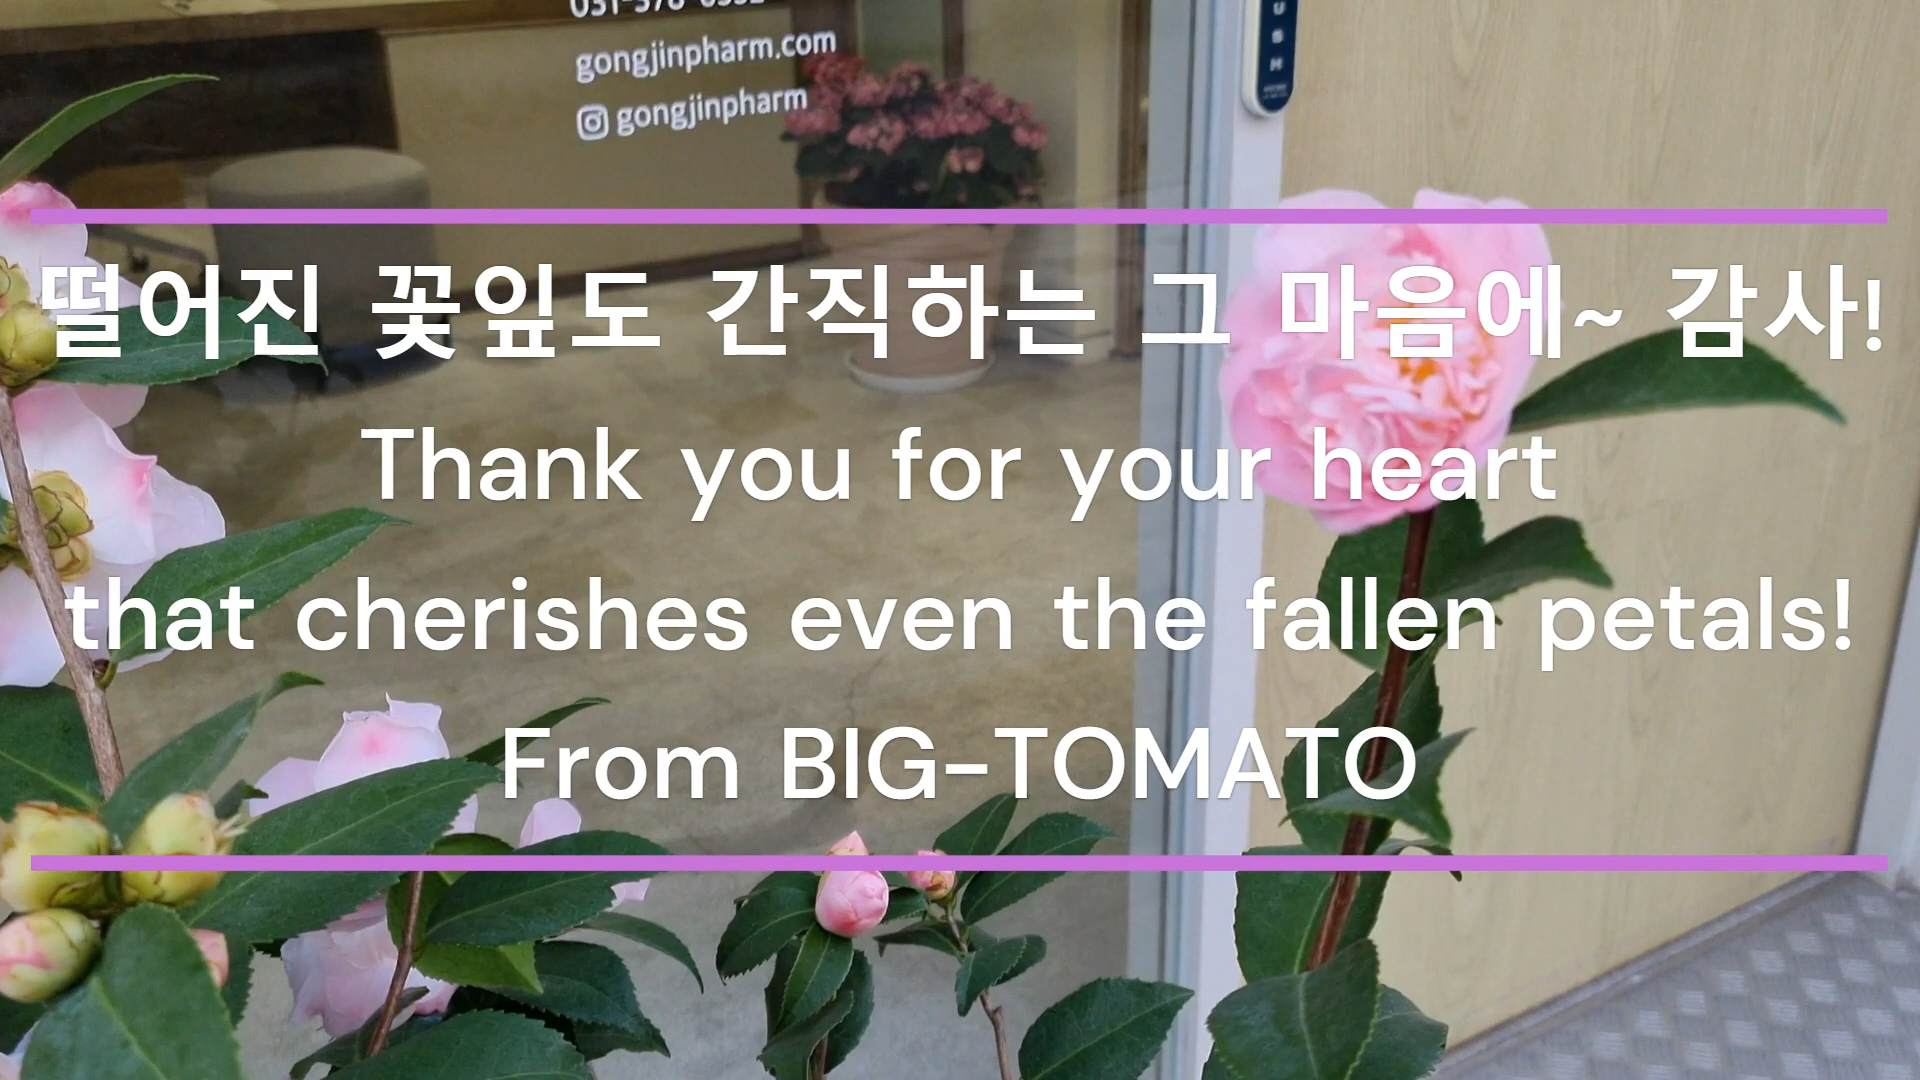 gongjinpharm.com
gongjinpharm
USH
떨어진 꽃잎도 간직하는 그 마음에~ 감사!
Thank you for your heart
that cherishes even the fallen petals!
From BIG-TOMATO